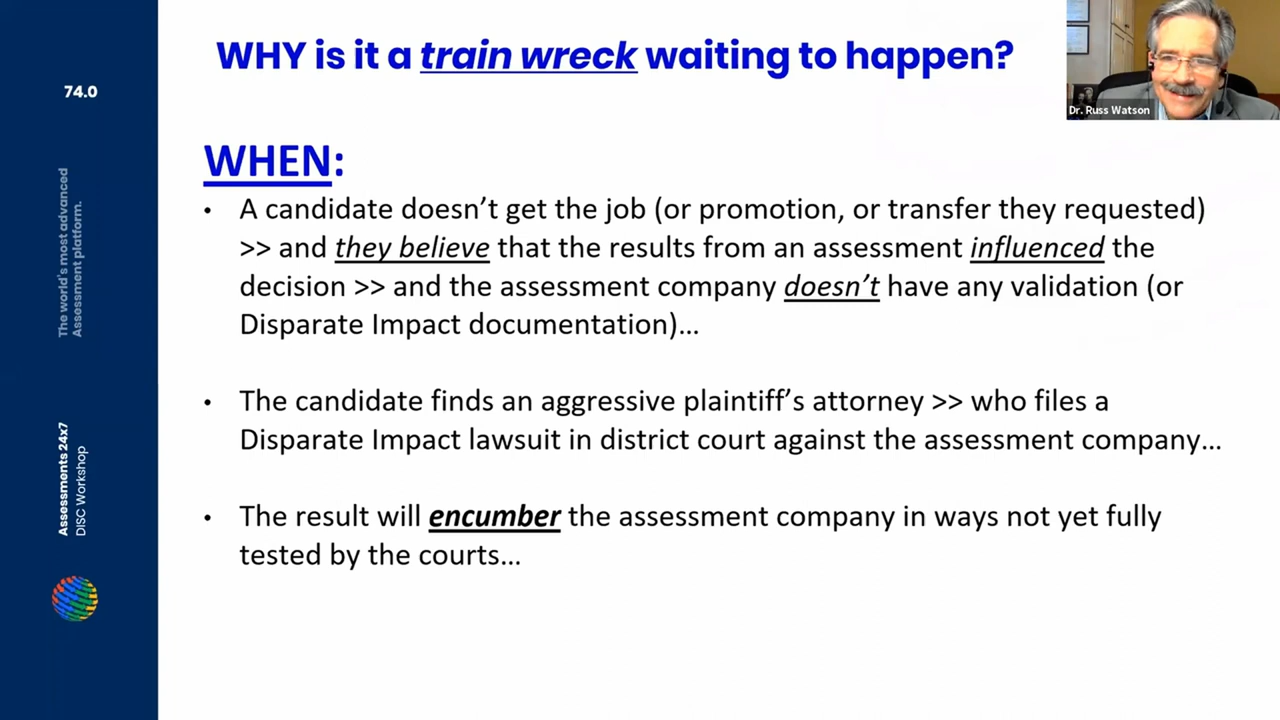 WHY is it a train wreck waiting to happen?
74.0
Dr. Russ Watson
WHEN:
• A candidate doesn’t get the job (or promotion, or transfer they requested)
>> and they believe that the results from an assessment influenced the
decision >> and the assessment company doesn’t have any validation (or
Disparate Impact documentation)…
• The candidate finds an aggressive plaintiff’s attorney >> who files a
Disparate Impact lawsuit in district court against the assessment company…
• The result will encumber the assessment company in ways not yet fully
tested by the courts…
The world's most advanced
Assessment platform.
Assessments 24x7
DISC Workshop